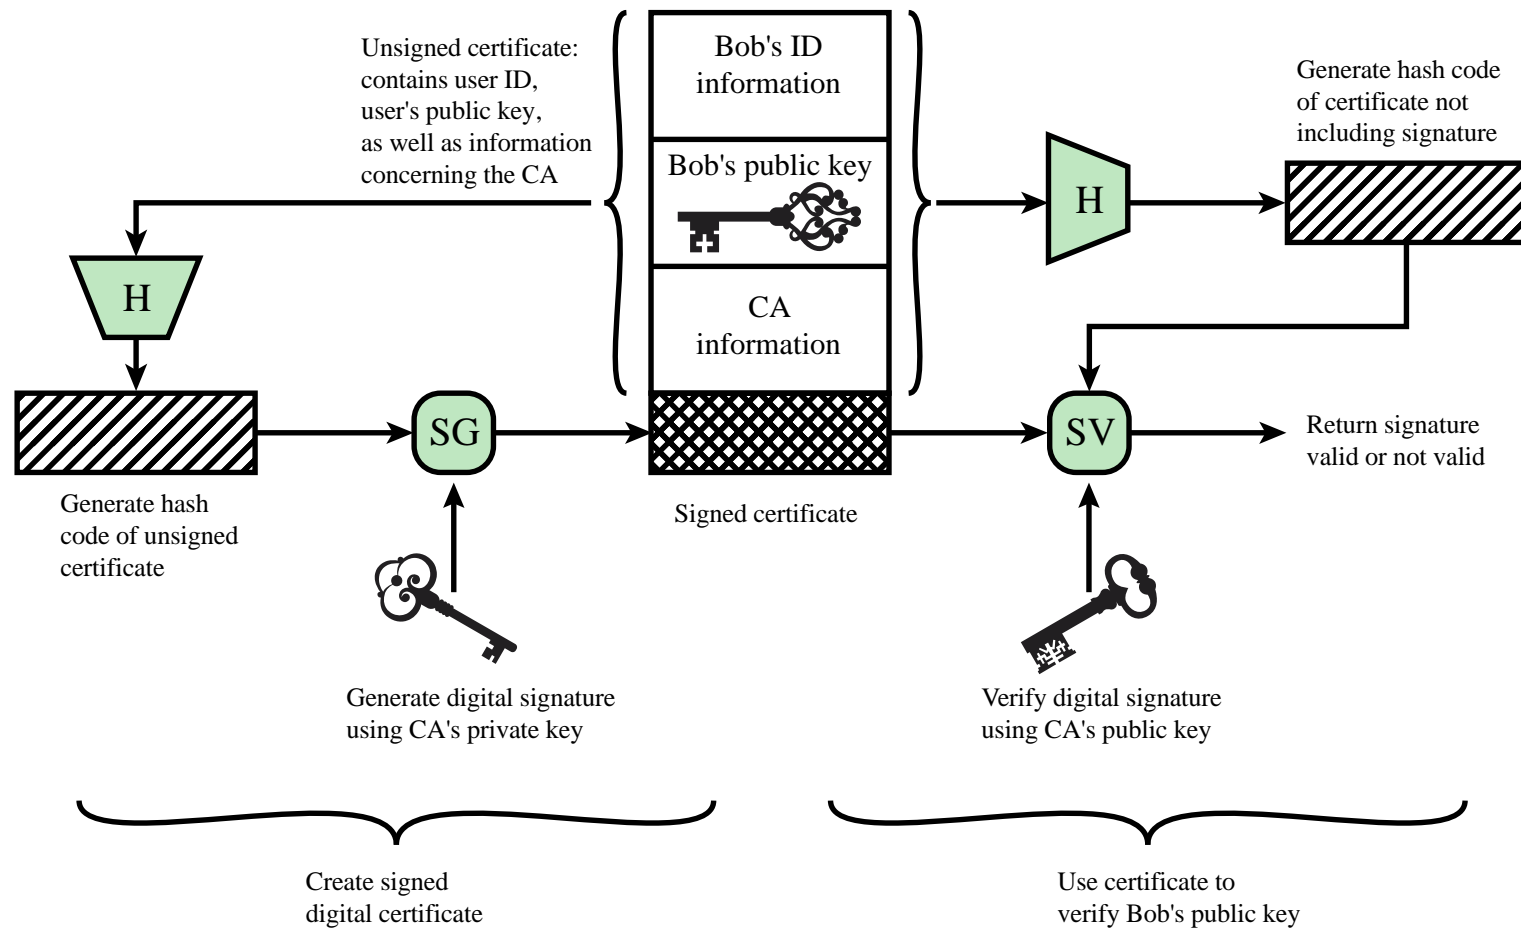 Unsigned certificate:
contains user ID,
user's public key,
as well as information
concerning the CA
Bob's ID
information
Bob's public key
CA
information
Generate hash code
of certificate not
including signature
H
H
SG
SV
Return signature
valid or not valid
Generate hash
code of unsigned
certificate
Signed certificate
Generate digital signature
using CA's private key
Verify digital signature
using CA's public key
Create signed
digital certificate
Use certificate to
verify Bob's public key